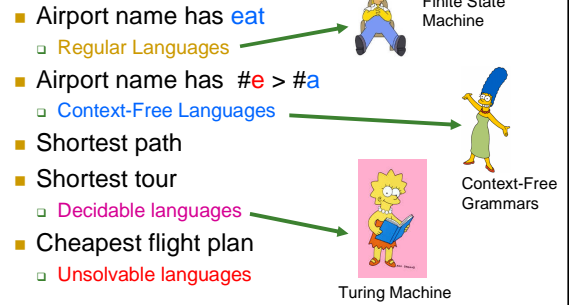 Airport name has eat
Regular Languages
Airport name has #e > #a
Context-Free Languages
Shortest path
Shortest tour
Decidable languages
Cheapest flight plan
Unsolvable languages
Finite State
Machine
Context-Free
Grammars
Turing Machine